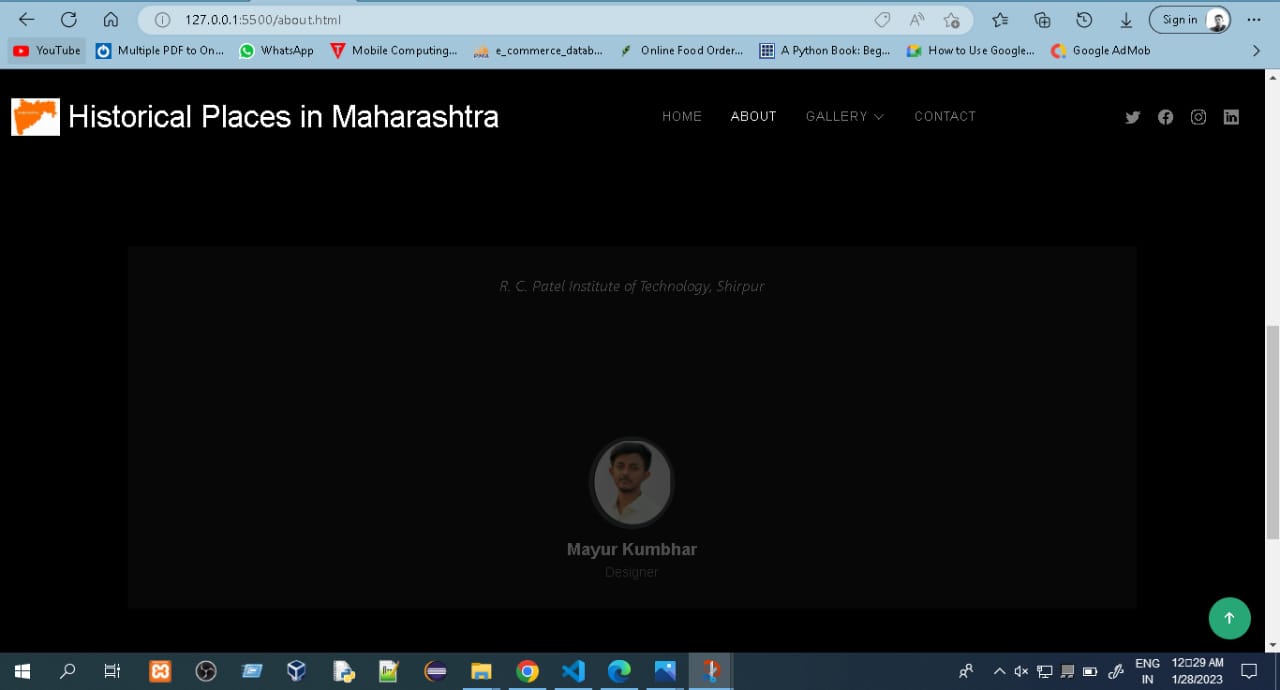 127.0.0.1:5500/about.html
Sign in
YouTube
Multiple PDF to On...
WhatsApp
Mobile Computing...
e_commerce_datab...
Online Food Order...
A Python Book: Beg...
How to Use Google...
Google AdMob
Historical Places in Maharashtra
HOME
ABOUT
GALLERY
CONTACT
R. C. Patel Institute of Technology, Shirpur
Mayur Kumbhar
Designer
ENG
IN
12:29 AM
1/28/2023